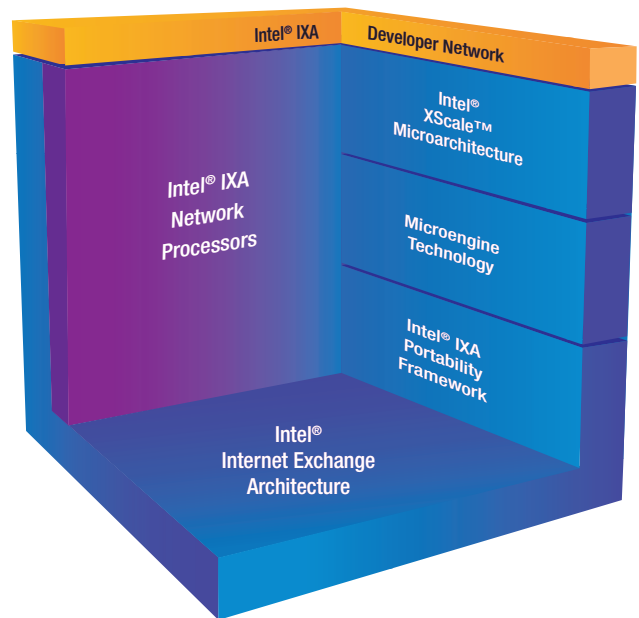 Intel® IXA Developer Network
Intel® IXA
Network
Processors
Intel®
XScale™
Microarchitecture
Microengine
Technology
Intel® IXA
Portability
Framework
Intel®
Internet Exchange
Architecture